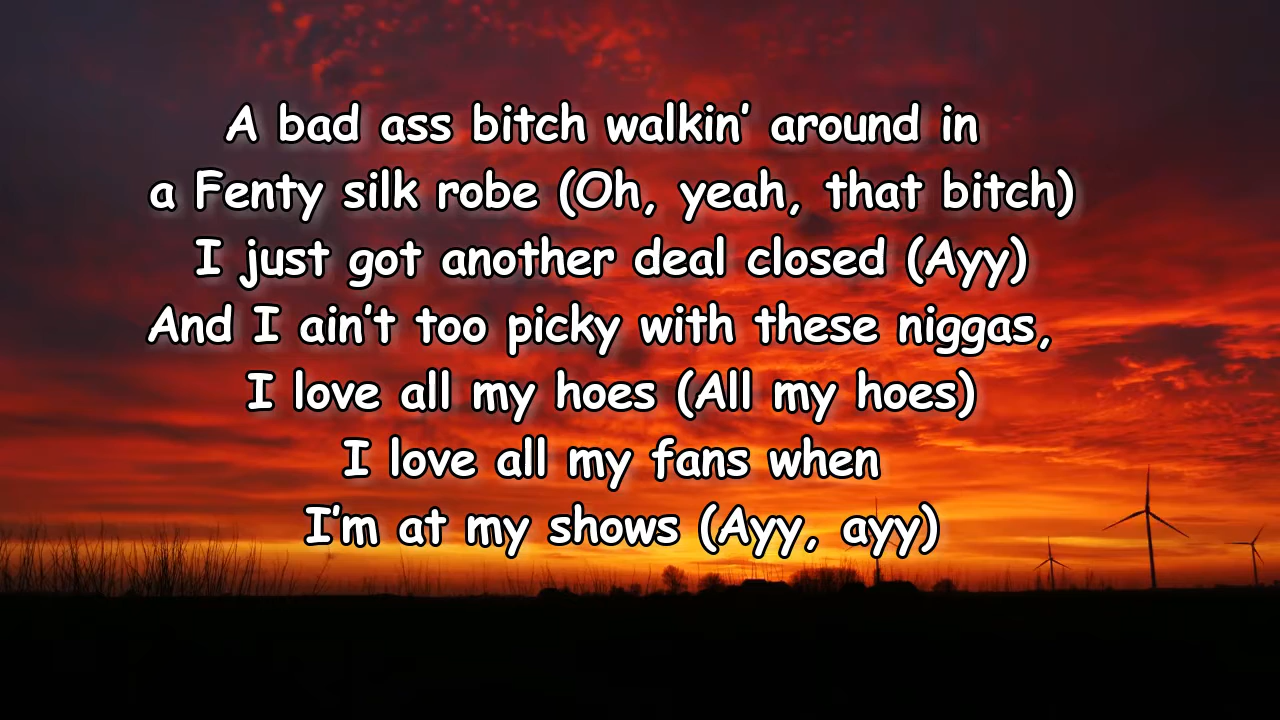 A bad ass bitch walkin' around in
a Fenty silk robe (Oh, yeah, that bitch)
I just got another deal closed (Ayy)
And I ain't too picky with these niggas,
I love all my hoes (All my hoes)
I love all my fans when
I'm at my shows (Ayy, ayy)